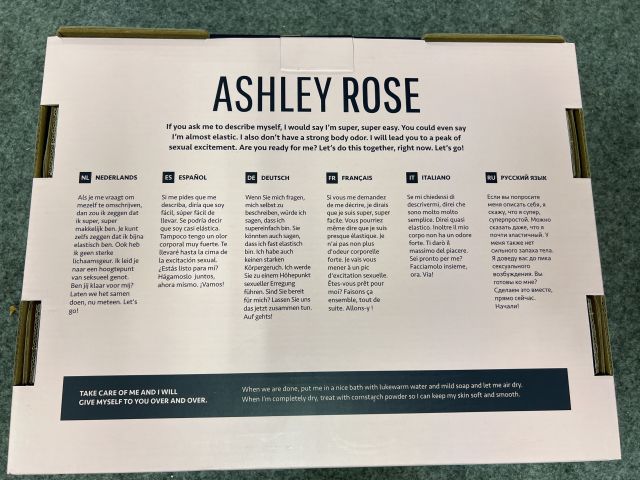 ASHLEY ROSE
If you ask me to describe myself, I would say I'm super, super easy. You could even say
I'm almost elastic. I also don't have a strong body odor. I will lead you to a peak of
sexual excitement. Are you ready for me? Let's do this together, right now. Let's go!
NL NEDERLANDS
Als je me vraagt om
mezelf te omschrijven,
dan zou ik zeggen dat
ik super, super
makkelijk ben. Je kunt
zelfs zeggen dat ik bijna
elastisch ben. Ook heb
ik geen sterke
lichaamsgeur. Ik leid je
naar een hoogtepunt
van seksueel genot.
Ben jij klaar voor mij?
Laten we het samen
doen, nu meteen. Let's
go!
ES ESPAÑOL
Si me pides que me
describa, diría que soy
fácil, súper fácil de
llevar. Se podría decir
que soy casi elástica.
Tampoco tengo un olor
corporal muy fuerte. Te
llevaré hasta la cima de
la excitación sexual.
¿Estás listo para mí?
Hagámoslo juntos,
ahora mismo. ¡Vamos!
DE DEUTSCH
Wenn Sie mich fragen,
mich selbst zu
beschreiben, würde ich
sagen, dass ich
supereinfach bin. Sie
könnten auch sagen,
dass ich fast elastisch
bin. Ich habe auch
keinen starken
Körpergeruch. Ich werde
Sie zu einem Höhepunkt
sexueller Erregung
führen. Sind Sie bereit
für mich? Lassen Sie uns
das jetzt zusammen tun.
Auf gehts!
FR FRANÇAIS
Si vous me demandez
de me décrire, je dirais
que je suis super, super
facile. Vous pourriez
même dire que je suis
presque élastique. Je
n'ai pas non plus
d'odeur corporelle
forte. Je vais vous
mener à un pic
d'excitation sexuelle.
Êtes-vous prêt pour
moi? Faisons ça
ensemble, tout de
suite. Allons-y !
IT ITALIANO
Se mi chiedessi di
descrivermi, direi che
sono molto molto
semplice. Direi quasi
elastico. Inoltre il mio
corpo non ha un odore
forte. Ti darò il
massimo del piacere.
Sei pronto per me?
Facciamolo insieme,
ora. Via!
RU РУССКИЙ ЯЗЫК
Если вы попросите
меня описать себя, я
скажу, что я супер,
суперпростой. Можно
сказать даже, что я
почти эластичный. У
меня также нет
сильного запаха тела.
Я доведу вас до пика
сексуального
возбуждения. Вы
готовы ко мне?
Сделаем это вместе,
прямо сейчас.
Начали!
TAKE CARE OF ME AND I WILL
GIVE MYSELF TO YOU OVER AND OVER.
When we are done, put me in a nice bath with lukewarm water and mild soap and let me air dry.
When I'm completely dry, treat with cornstarch powder so I can keep my skin soft and smooth.